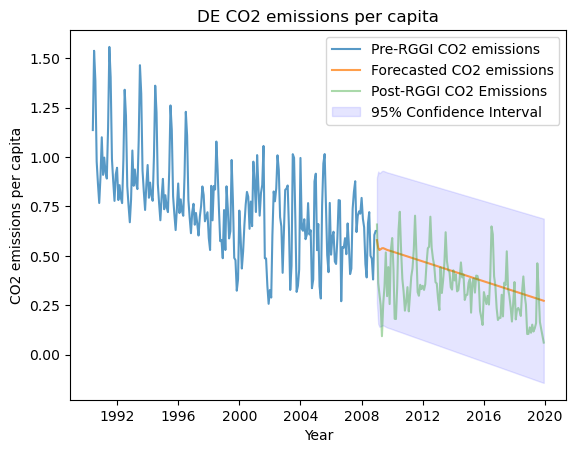 DE CO2 emissions per capita
Pre-RGGI CO2 emissions
Forecasted CO2 emissions
Post-RGGI CO2 Emissions
95% Confidence Interval
CO2 emissions per capita
1.50
1.25
1.00
0.75
0.50
0.25
0.00
1992 1996 2000 2004 2008 2012 2016 2020
Year